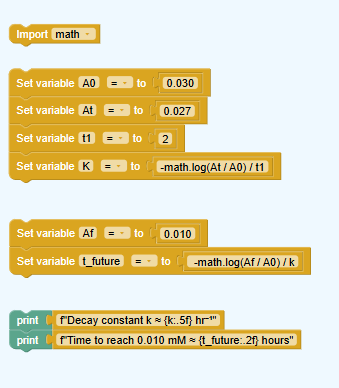 Import math
Set variable A0 = to 0.030
Set variable At = to 0.027
Set variable t1 = to 2
Set variable K = to -math.log(At / A0) / t1
Set variable Af = to 0.010
Set variable t_future = to -math.log(Af / A0) / k
print f"Decay constant k ≈ {k:.5f} hr⁻¹"
print f"Time to reach 0.010 mM ≈ {t_future:.2f} hours"